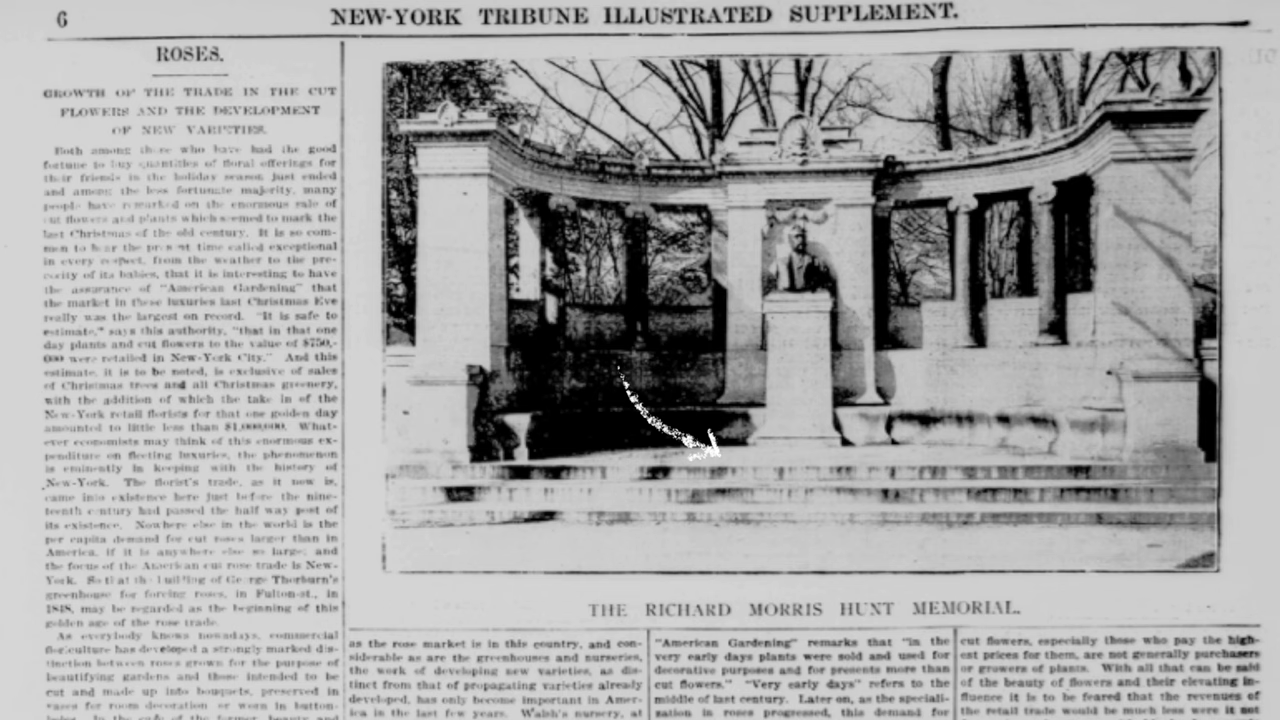 6
NEW-YORK TRIBUNE ILLUSTRATED SUPPLEMENT.
ROSES.
GROWTH OF THE TRADE IN THE CUT
FLOWERS AND THE DEVELOPMENT
OF NEW VARIETIES.
Both among those who have had the good
fortune to buy quantities of floral offerings for
their friends in the holiday season just ended
and among the less fortunate majority, many
people have remarked on the enormous sale of
cut flowers and plants which seemed to mark the
last Christmas of the old century. It is so com-
mon to hear the present time called exceptional
in every respect, from the weather to the pre-
cocity of its babies, that it is interesting to have
the assurance of "American Gardening" that
the market in these luxuries last Christmas Eve
really was the largest on record. "It is safe to
estimate," says this authority, "that in that one
day plants and cut flowers to the value of $750,-
000 were retailed in New-York City." And this
estimate, it is to be noted, is exclusive of sales
of Christmas trees and all Christmas greenery,
with the addition of which the take in of the
New-York retail florists for that one golden day
amounted to little less than $1,000,000. What-
ever economists may think of this enormous ex-
penditure on fleeting luxuries, the phenomenon
is eminently in keeping with the history of
New-York. The florist's trade, as it now is,
came into existence here just before the nine-
teenth century had passed the half way post of
its existence. Nowhere else in the world is the
per capita demand for cut roses larger than in
America, if it is anywhere else so large; and
the focus of the American cut rose trade is New-
York. So that the building of George Thorburn's
greenhouse for forcing roses, in Fulton-st., in
1848, may be regarded as the beginning of this
golden age of the rose trade.
As everybody knows nowadays, commercial
floriculture has developed a strongly marked dis-
tinction between roses grown for the purpose of
beautifying gardens and those intended to be
cut and made up into bouquets, preserved in
vases for room decoration or worn in button-
holes. In the case of the former, beauty and
THE RICHARD MORRIS HUNT MEMORIAL.
as the rose market is in this country, and con-
siderable as are the greenhouses and nurseries,
the work of developing new varieties, as dis-
tinct from that of propagating varieties already
developed, has only become important in Amer-
ica in the last few years. Walsh's nursery, at
"American Gardening" remarks that "in the
very early days plants were sold and used for
decorative purposes and for presents more than
cut flowers." "Very early days" refers to the
middle of last century. Later on, as the speciali-
sation in roses progressed, this demand for
cut flowers, especially those who pay the high-
est prices for them, are not generally purchasers
or growers of plants. With all that can be said
of the beauty of flowers and their elevating in-
fluence it is to be feared that the revenues of
the retail trade would be much less were it not